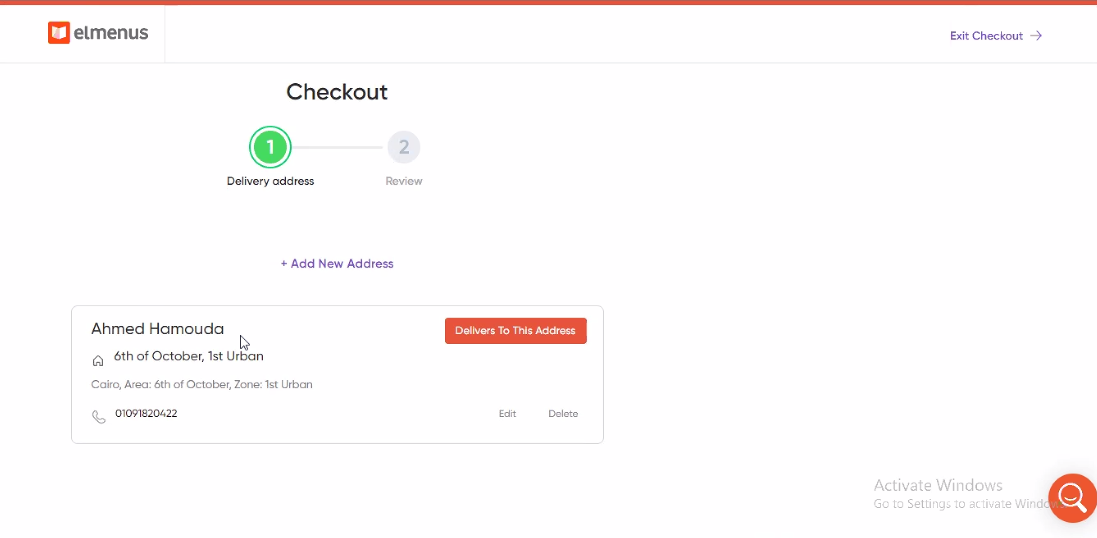 elmenus
Exit Checkout
Checkout
1
2
Delivery address
Review
+ Add New Address
Ahmed Hamouda
Delivers To This Address
6th of October, 1st Urban
Cairo, Area: 6th of October, Zone: 1st Urban
01091820422
Edit
Delete
Activate Windows
Go to Settings to activate Windows